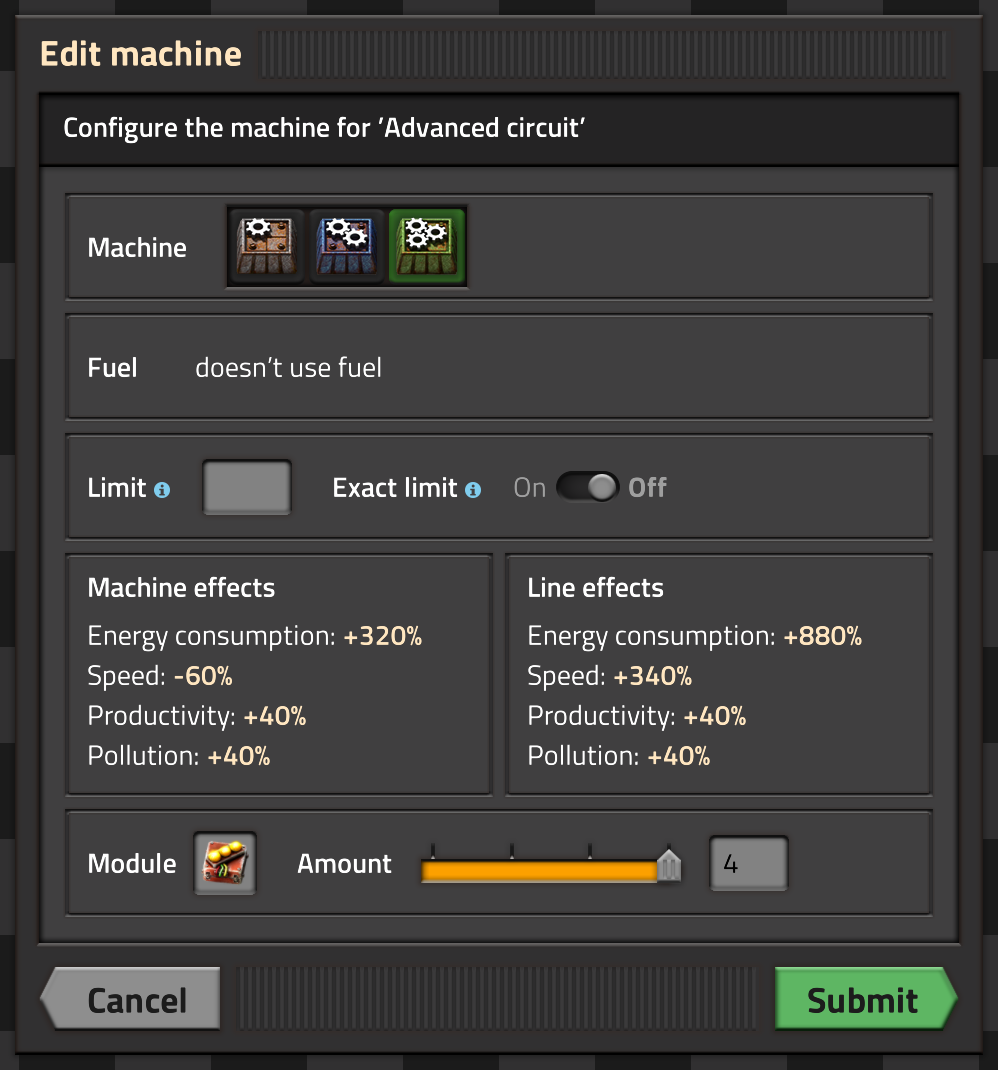 Edit machine
Configure the machine for 'Advanced circuit'
Machine
Fuel doesn't use fuel
Limit Exact limit On Off
Machine effects
Energy consumption: +320%
Speed: -60%
Productivity: +40%
Pollution: +40%
Line effects
Energy consumption: +880%
Speed: +340%
Productivity: +40%
Pollution: +40%
Module Amount 4
Cancel Submit